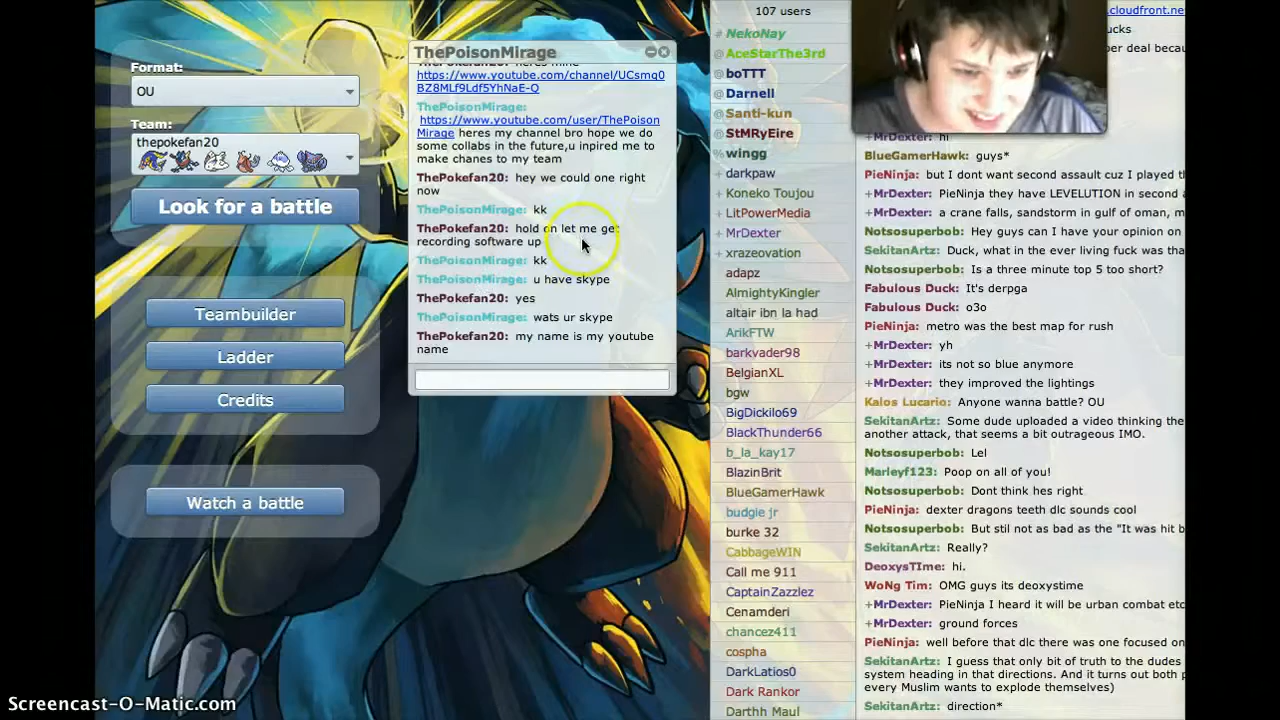 Format:
OU
Team:
thepokefan20
Look for a battle
Teambuilder
Ladder
Credits
Watch a battle
ThePoisonMirage
https://www.youtube.com/channel/UCsmq0
BZ8MLf9Ldf5YhNaE-Q
ThePoisonMirage:
https://www.youtube.com/user/ThePoison
Mirage heres my channel bro hope we do
some collabs in the future,u inpired me to
make chanes to my team
ThePokefan20: hey we could one right
now
ThePoisonMirage: kk
ThePokefan20: hold on let me get
recording software up
ThePoisonMirage: kk
ThePoisonMirage: u have skype
ThePokefan20: yes
ThePoisonMirage: wats ur skype
ThePokefan20: my name is my youtube
name
107 users
# NekoNay
@ AceStarThe3rd
@ boTTT
@ Darnell
@ Santi-kun
@ StMRyEire
% wingg
+ darkpaw
+ Koneko Toujou
+ LitPowerMedia
+ MrDexter
+ xrazeovation
adapz
AlmightyKingler
altair ibn la had
ArikFTW
barkvader98
BelgianXL
bgw
BigDickilo69
BlackThunder66
b_la_kay17
BlazinBrit
BlueGamerHawk
budgie jr
burke 32
CabbageWIN
Call me 911
CaptainZazzlez
Cenamderi
chancez411
cospha
DarkLatios0
Dark Rankor
Darthh Maul
.cloudfront.ne
ucks
per deal becau
+MrDexter: hi
BlueGamerHawk: guys*
PieNinja: but I dont want second assault cuz I played t
+MrDexter: PieNinja they have LEVELUTION in second a
+MrDexter: a crane falls, sandstorm in gulf of oman, m
Notsosuperbob: Hey guys can I have your opinion on
SekitanArtz: Duck, what in the ever living fuck was that
Notsosuperbob: Is a three minute top 5 too short?
Fabulous Duck: It's derpga
Fabulous Duck: o3o
PieNinja: metro was the best map for rush
+MrDexter: yh
+MrDexter: its not so blue anymore
+MrDexter: they improved the lightings
Kalos Lucario: Anyone wanna battle? OU
SekitanArtz: Some dude uploaded a video thinking the
another attack, that seems a bit outrageous IMO.
Notsosuperbob: Lel
Marleyf123: Poop on all of you!
Notsosuperbob: Dont think hes right
PieNinja: dexter dragons teeth dlc sounds cool
Notsosuperbob: But stil not as bad as the "It was hit b
SekitanArtz: Really?
DeoxysTIme: hi.
WoNg Tim: OMG guys its deoxystime
+MrDexter: PieNinja I heard it will be urban combat etc
+MrDexter: ground forces
PieNinja: well before that dlc there was one focused on
SekitanArtz: I guess that only bit of truth to the dudes
system heading in that directions. And it turns out both p
every Muslim wants to explode themselves)
SekitanArtz: direction*
Screencast-O-Matic.com